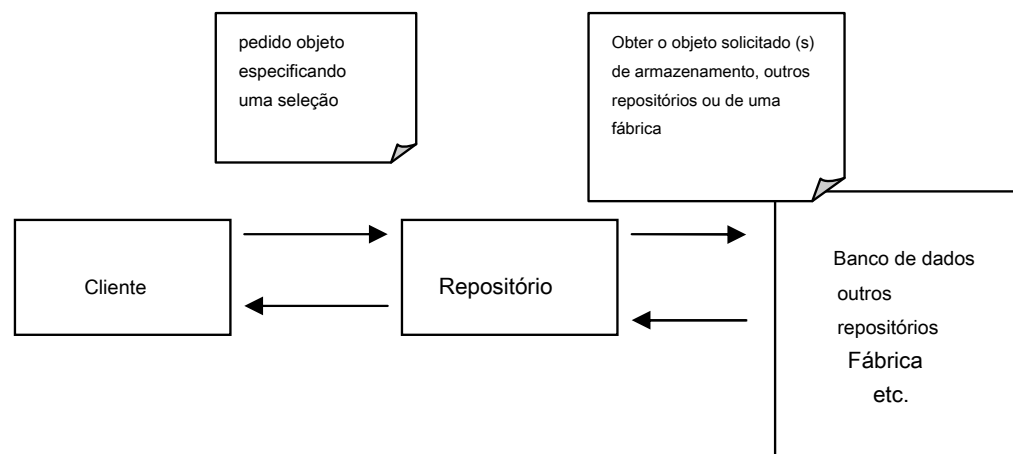 pedido objeto
especificando
uma seleção
Obter o objeto solicitado (s)
de armazenamento, outros
repositórios ou de uma
fábrica
Cliente
Repositório
Banco de dados
outros
repositórios
Fábrica
etc.